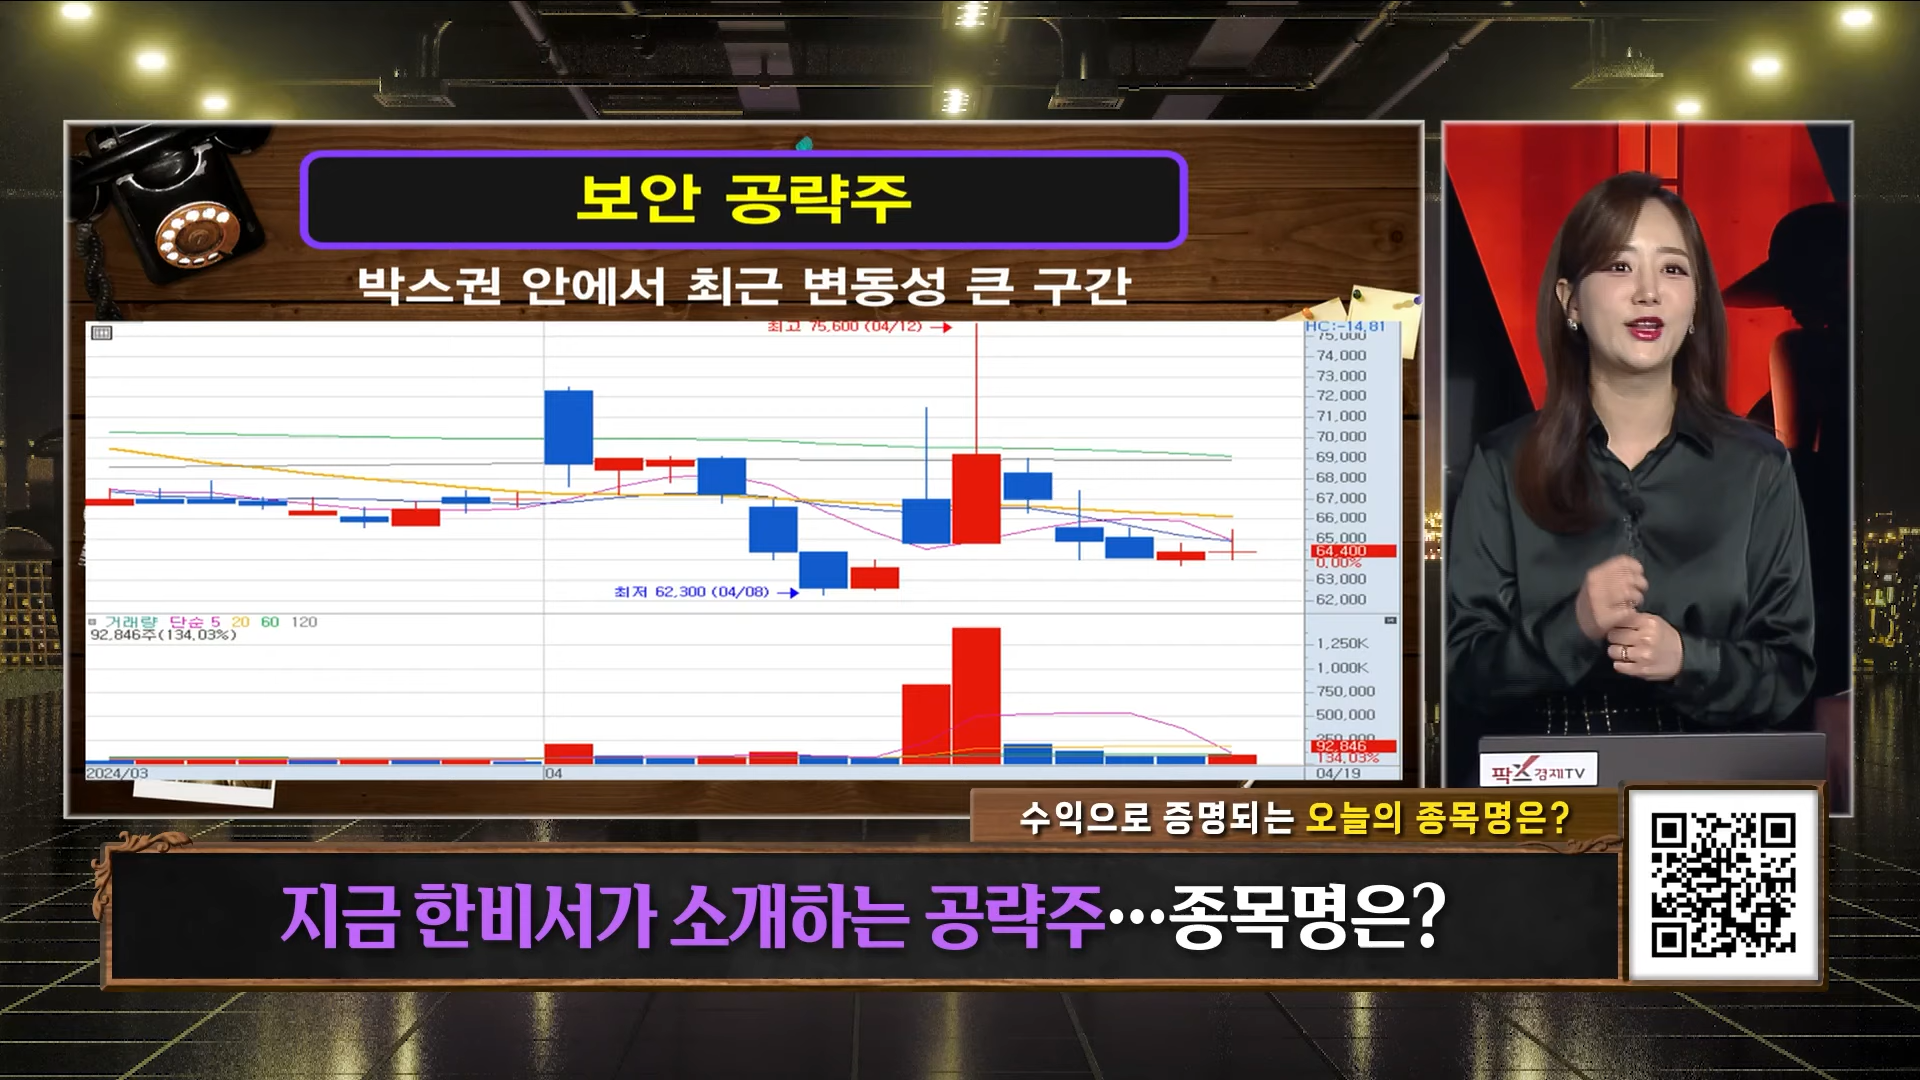 보안 공략주
박스권 안에서 최근 변동성 큰 구간
최고 75,600 (04/12)
HC:-14,81
75,000
74,000
73,000
72,000
71,000
70,000
69,000
68,000
67,000
66,000
65,000
64,400
0,00%
63,000
62,000
최저 62,300 (04/08)
거래량 단순 5 20 60 120
92,846주(134,03%)
1,250K
1,000K
750,000
500,000
250,000
92,846
134,03%
2024/03
04
04/19
팍스경제TV
수익으로 증명되는 오늘의 종목명은?
지금 한비서가 소개하는 공략주…종목명은?